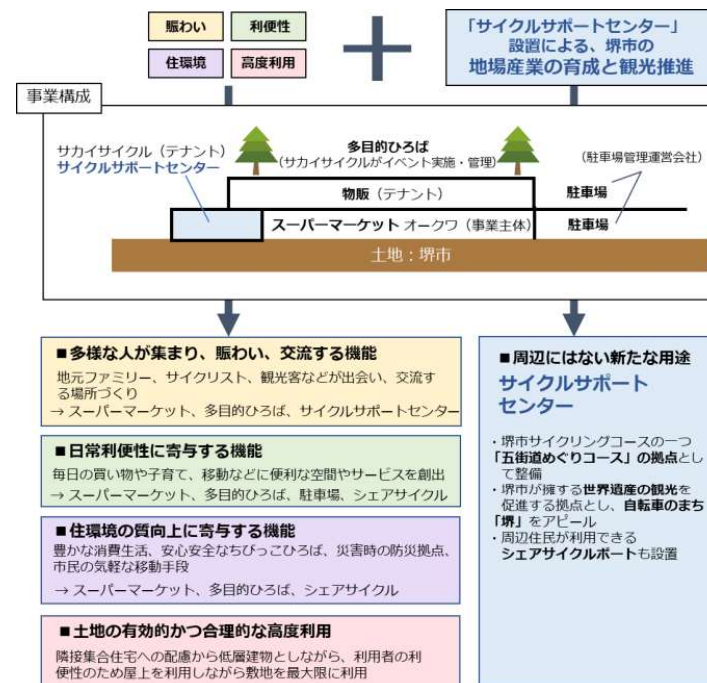 賑わい
利便性
住環境
高度利用
「サイクルサポートセンター」
設置による、堺市の
地場産業の育成と観光推進
事業構成
サカイサイクル（テナント）
サイクルサポートセンター
多目的ひろば
（サカイサイクルがイベント実施・管理）
（駐車場管理運営会社）
物販（テナント）
駐車場
スーパーマーケット オークワ（事業主体）
駐車場
土地：堺市
■多様な人が集まり、賑わい、交流する機能
地元ファミリー、サイクリスト、観光客などが出会い、交流す
る場所づくり
→ スーパーマーケット、多目的ひろば、サイクルサポートセンター
■日常利便性に寄与する機能
毎日の買い物や子育て、移動などに便利な空間やサービスを創出
→ スーパーマーケット、多目的ひろば、駐車場、シェアサイクル
■住環境の質向上に寄与する機能
豊かな消費生活、安心安全なちびっこひろば、災害時の防災拠点、
市民の気軽な移動手段
→ スーパーマーケット、多目的ひろば、シェアサイクル
■土地の有効的かつ合理的な高度利用
隣接集合住宅への配慮から低層建物としながら、利用者の利
便性のため屋上を利用しながら敷地を最大限に利用
■周辺にはない新たな用途
サイクルサポート
センター
・堺市サイクリングコースの一つ
「五街道めぐりコース」の拠点とし
て整備
・堺市が擁する世界遺産の観光を
促進する拠点とし、自転車のまち
「堺」をアピール
・周辺住民が利用できる
シェアサイクルポートも設置